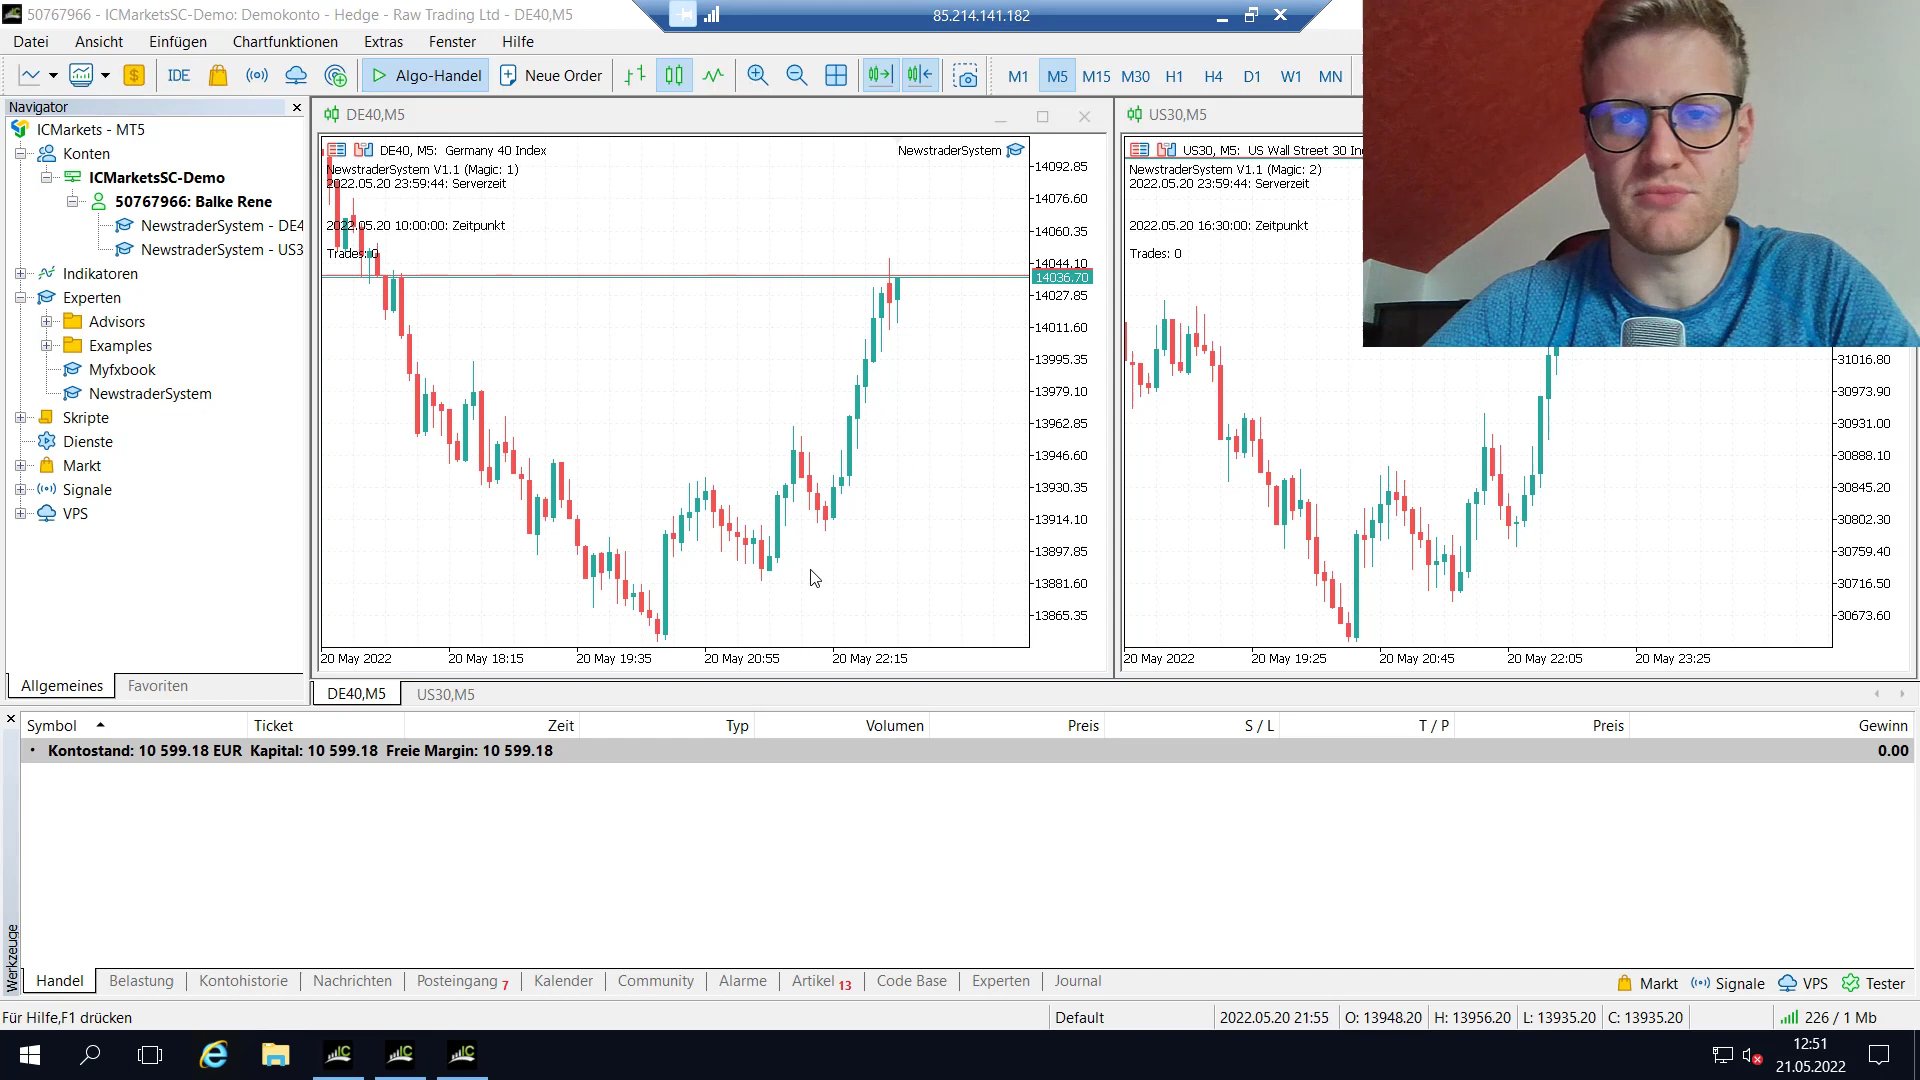 50767966 - ICMarketsSC-Demo: Demokonto - Hedge - Raw Trading Ltd - DE40,M5
85.214.141.182
Datei Ansicht Einfügen Chartfunktionen Extras Fenster Hilfe
IDE Algo-Handel Neue Order M1 M5 M15 M30 H1 H4 D1 W1 MN
Navigator
ICMarkets - MT5
Konten
ICMarketsSC-Demo
50767966: Balke Rene
NewstraderSystem - DE4
NewstraderSystem - US3
Indikatoren
Experten
Advisors
Examples
Myfxbook
NewstraderSystem
Skripte
Dienste
Markt
Signale
VPS
Allgemeines Favoriten
DE40,M5
DE40, M5: Germany 40 Index
NewstraderSystem
NewstraderSystem V1.1 (Magic: 1)
2022.05.20 23:59:44: Serverzeit
2022.05.20 10:00:00: Zeitpunkt
Trades: 0
14092.85
14076.60
14060.35
14044.10
14036.70
14027.85
14011.60
13995.35
13979.10
13962.85
13946.60
13930.35
13914.10
13897.85
13881.60
13865.35
20 May 2022 20 May 18:15 20 May 19:35 20 May 20:55 20 May 22:15
US30,M5
US30, M5: US Wall Street 30 In
NewstraderSystem V1.1 (Magic: 2)
2022.05.20 23:59:44: Serverzeit
2022.05.20 16:30:00: Zeitpunkt
Trades: 0
31016.80
30973.90
30931.00
30888.10
30845.20
30802.30
30759.40
30716.50
30673.60
20 May 2022 20 May 19:25 20 May 20:45 20 May 22:05 20 May 23:25
DE40,M5 US30,M5
Symbol Ticket Zeit Typ Volumen Preis S / L T / P Preis Gewinn
Kontostand: 10 599.18 EUR Kapital: 10 599.18 Freie Margin: 10 599.18 0.00
Werkzeuge
Handel Belastung Kontohistorie Nachrichten Posteingang 7 Kalender Community Alarme Artikel 13 Code Base Experten Journal
Markt Signale VPS Tester
Für Hilfe,F1 drücken Default 2022.05.20 21:55 O: 13948.20 H: 13956.20 L: 13935.20 C: 13935.20 226 / 1 Mb
12:51
21.05.2022